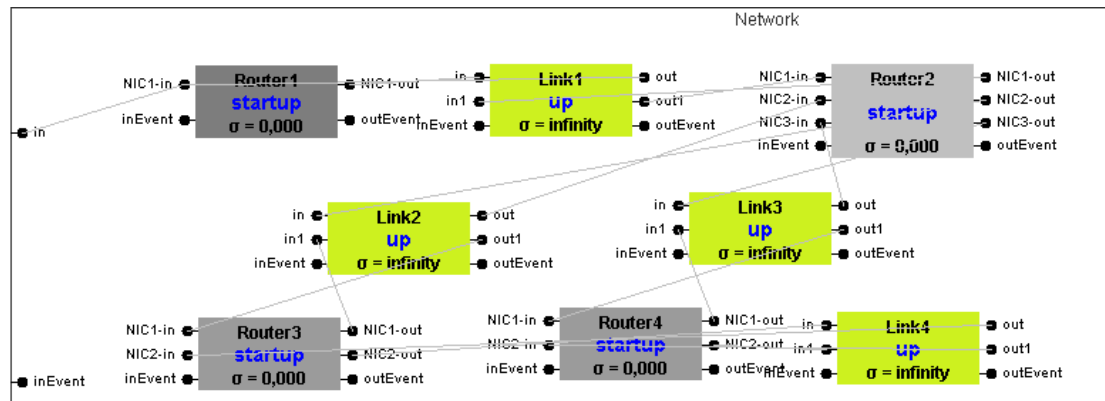 Network
in
inEvent
NIC1-in
inEvent
Router1
startup
σ = 0,000
NIC1-out
outEvent
in
in1
inEvent
Link1
up
σ = infinity
out
out1
outEvent
NIC1-in
NIC2-in
NIC3-in
inEvent
Router2
startup
σ = 0,000
NIC1-out
NIC2-out
NIC3-out
outEvent
in
in1
inEvent
Link2
up
σ = infinity
out
out1
outEvent
in
in1
inEvent
Link3
up
σ = infinity
out
out1
outEvent
NIC1-in
NIC2-in
inEvent
Router3
startup
σ = 0,000
NIC1-out
NIC2-out
outEvent
NIC1-in
NIC2-in
inEvent
Router4
startup
σ = 0,000
NIC1-out
NIC2-out
outEvent
in
in1
inEvent
Link4
up
σ = infinity
out
out1
outEvent